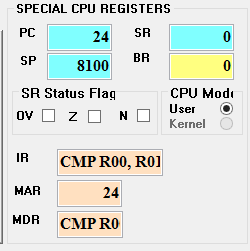 SPECIAL CPU REGISTERS
PC 24 SR 0
SP 8100 BR 0
SR Status Flag CPU Mode
OV Z N User
Kernel
IR CMP R00, R01
MAR 24
MDR CMP R0